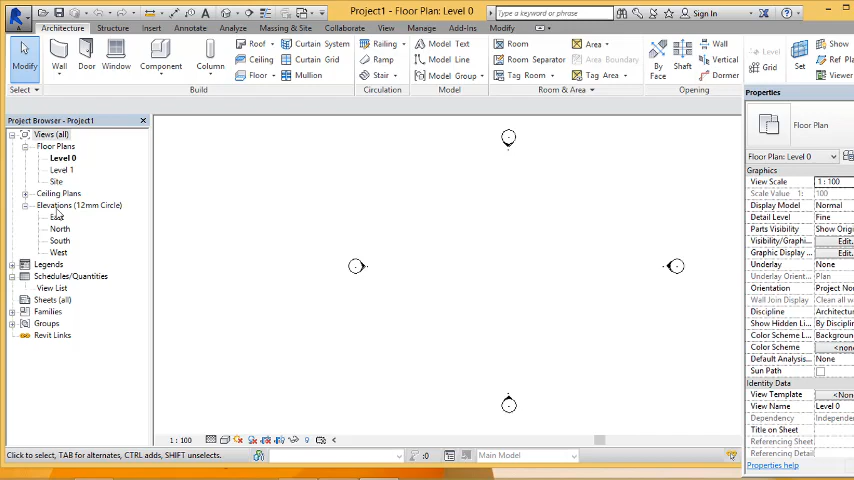 Project1 - Floor Plan: Level 0
Type a keyword or phrase
Sign In
Architecture Structure Insert Annotate Analyze Massing & Site Collaborate View Manage Add-Ins Modify
Modify Wall Door Window Component Column
Roof Curtain System
Ceiling Curtain Grid
Floor Mullion
Railing Model Text
Ramp Model Line
Stair Model Group
Room Area
Room Separator Area Boundary
Tag Room Tag Area
By Face Shaft Wall
Vertical
Dormer
Level
Grid
Set Show
Ref Pl
Viewer
Select Build Circulation Model Room & Area Opening
Project Browser - Project1
Views (all)
Floor Plans
Level 0
Level 1
Site
Ceiling Plans
Elevations (12mm Circle)
East
North
South
West
Legends
Schedules/Quantities
View List
Sheets (all)
Families
Groups
Revit Links
Properties
Floor Plan
Floor Plan: Level 0
Graphics
View Scale 1 : 100
Scale Value 1: 100
Display Model Normal
Detail Level Fine
Parts Visibility Show Origi
Visibility/Graphi... Edit.
Graphic Display ... Edit.
Underlay None
Underlay Orient... Plan
Orientation Project No
Wall Join Display Clean all w
Discipline Architectu
Show Hidden Li... By Disciplin
Color Scheme L... Backgroun
Color Scheme <none
Default Analysis... None
Sun Path
Identity Data
View Template <Non
View Name Level 0
Dependency Independen
Title on Sheet
Referencing Sheet
Referencing Detail
Properties help
1 : 100
Click to select, TAB for alternates, CTRL adds, SHIFT unselects.
:0
Main Model